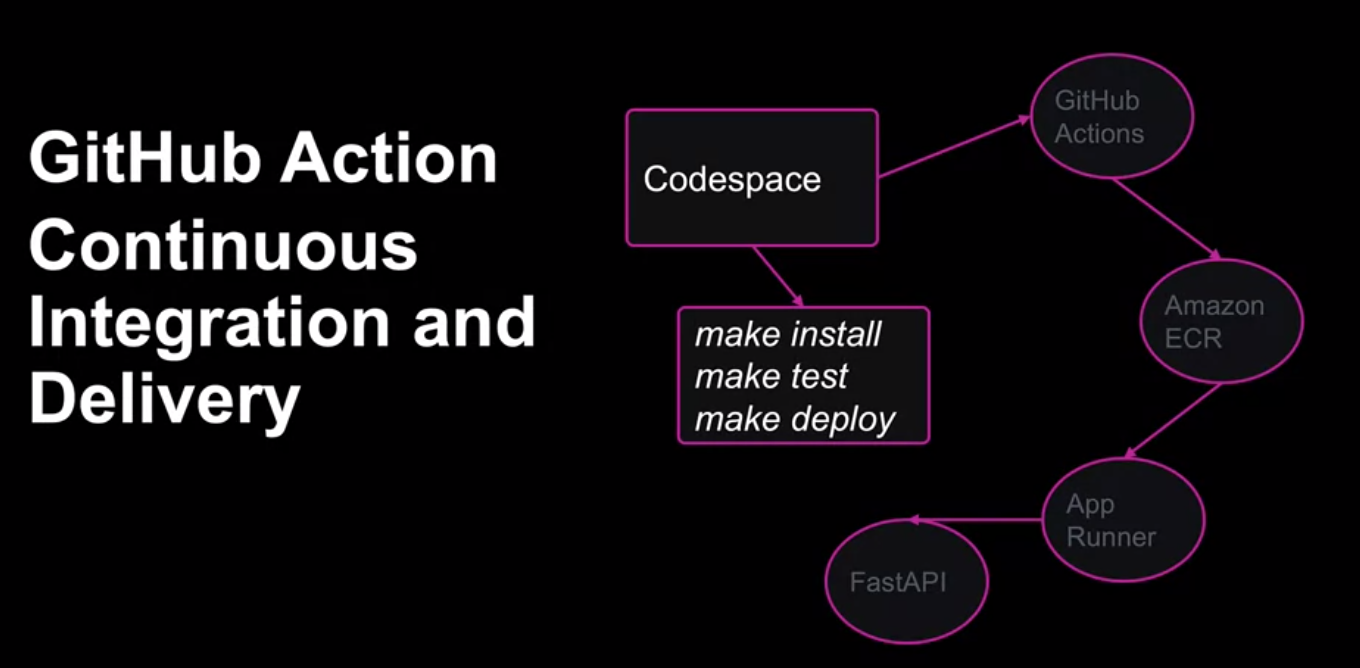 GitHub Action
Continuous
Integration and
Delivery
Codespace
make install
make test
make deploy
GitHub
Actions
Amazon
ECR
App
Runner
FastAPI